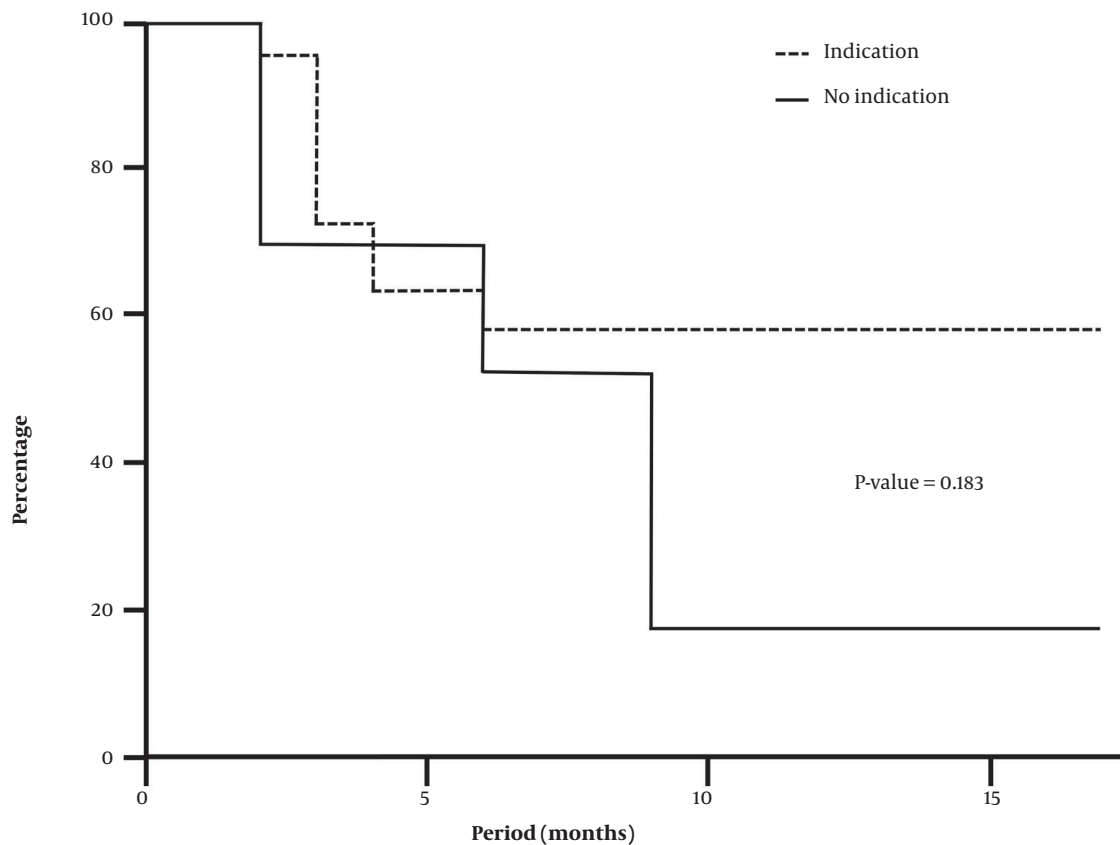 100
80
60
40
20
0
Percentage
Indication
No indication
P-value = 0.183
0
5
10
15
Period (months)